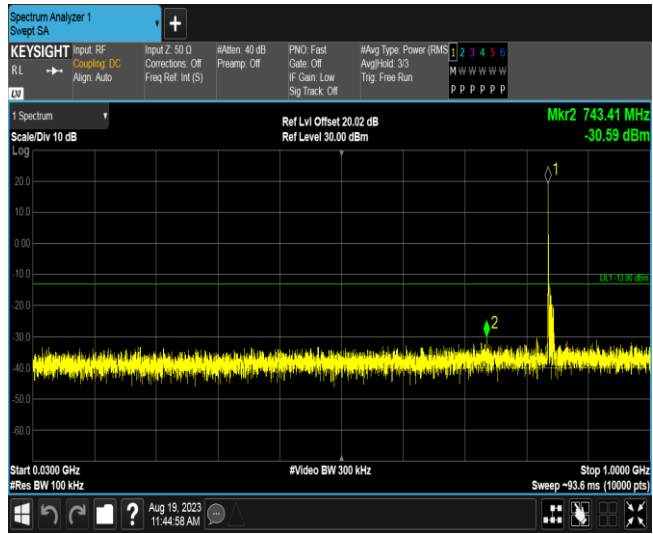 Spectrum Analyzer 1
Swept SA
+
KEYSIGHT
RL
LXI
Input: RF
Coupling: DC
Align: Auto
Input Z: 50 Ω
Corrections: Off
Freq Ref: Int (S)
#Atten: 40 dB
Preamp: Off
PNO: Fast
Gate: Off
IF Gain: Low
Sig Track: Off
#Avg Type: Power (RMS
Avg|Hold: 3/3
Trig: Free Run
1 2 3 4 5 6
M W W W W W
P P P P P P
1 Spectrum
Scale/Div 10 dB
Log
Ref Lvl Offset 20.02 dB
Ref Level 30.00 dBm
Mkr2 743.41 MHz
-30.59 dBm
1
20.0
10.0
0.00
DL1 -13.00 dBm
-10.0
2
-20.0
-30.0
-40.0
-50.0
-60.0
Start 0.0300 GHz
#Res BW 100 kHz
#Video BW 300 kHz
Stop 1.0000 GHz
Sweep ~93.6 ms (10000 pts)
?
Aug 19, 2023
11:44:58 AM